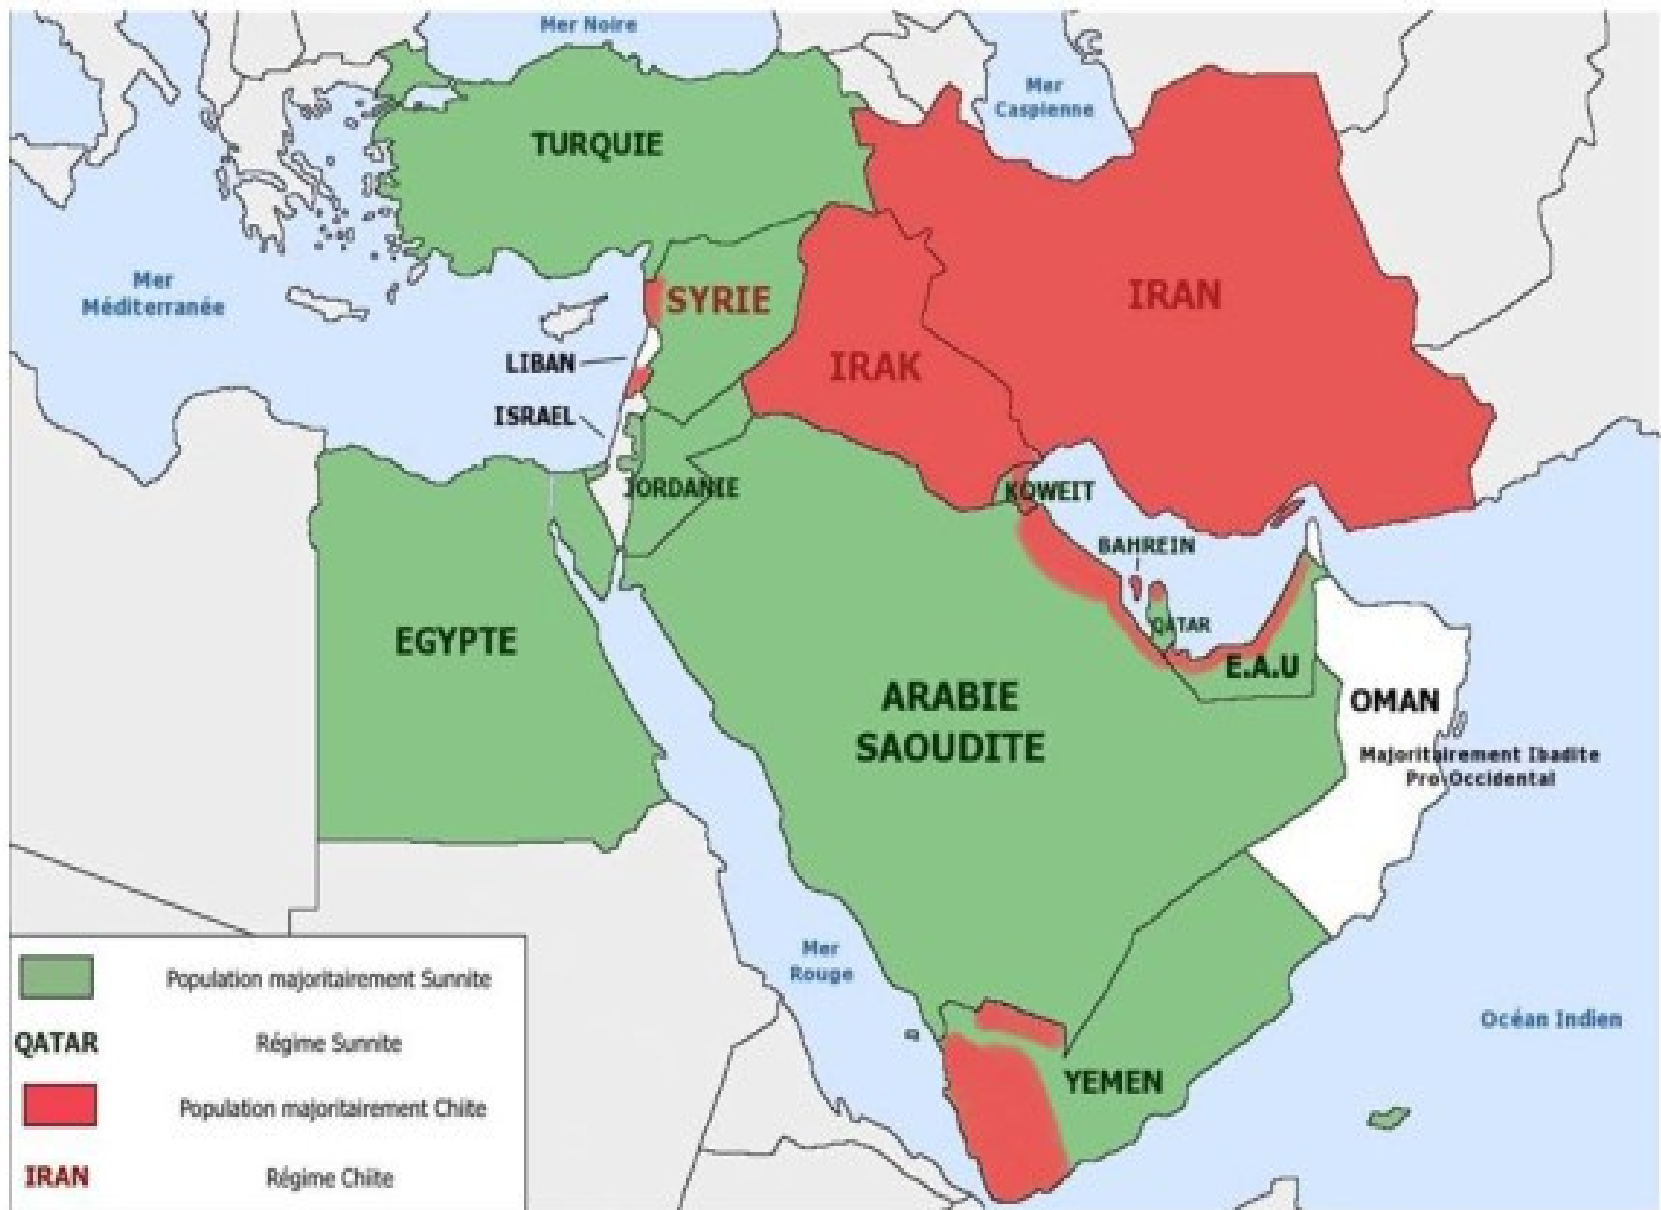 Mer Noire
Mer
Caspienne
TURQUIE
Mer
Méditerranée
SYRIE
IRAN
LIBAN
IRAK
ISRAEL
JORDANIE
KOWEIT
BAHREIN
QATAR
EGYPTE
E.A.U
ARABIE
SAOUDITE
OMAN
Majoritairement Ibadite
Pro Occidental
Mer
Rouge
Océan Indien
YEMEN
Population majoritairement Sunnite
QATAR Régime Sunnite
Population majoritairement Chiite
IRAN Régime Chiite